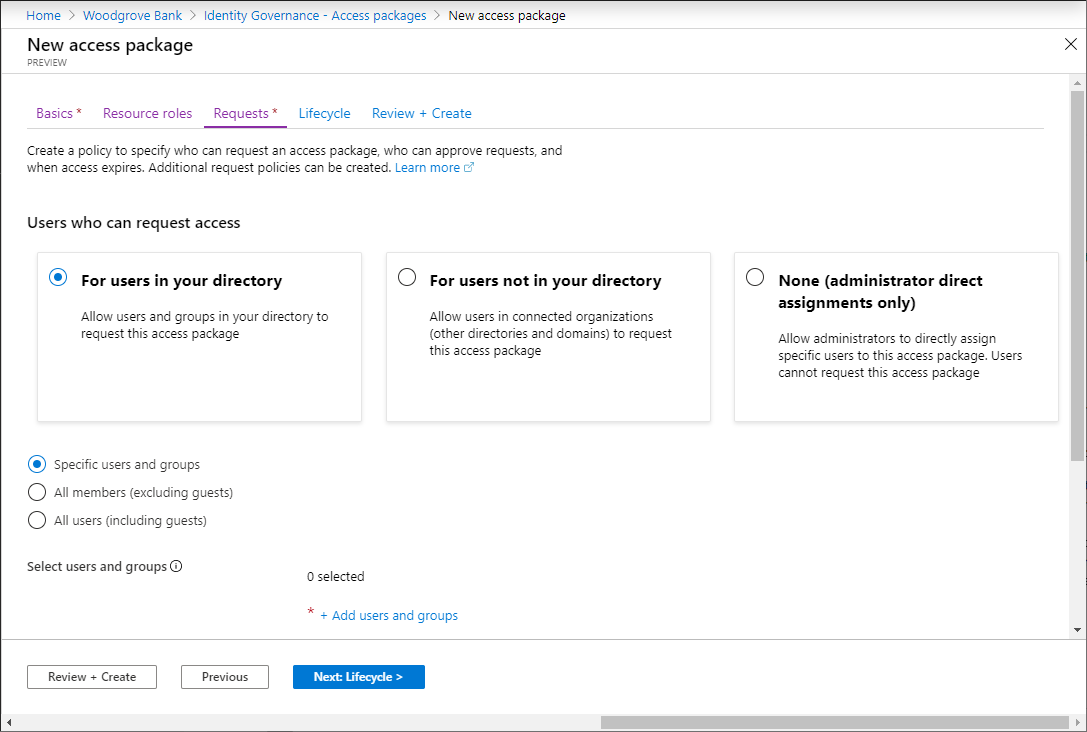 Home > Woodgrove Bank > Identity Governance - Access packages > New access package
New access package
PREVIEW
Basics * Resource roles Requests * Lifecycle Review + Create
Create a policy to specify who can request an access package, who can approve requests, and
when access expires. Additional request policies can be created. Learn more
Users who can request access
For users in your directory
Allow users and groups in your directory to
request this access package
For users not in your directory
Allow users in connected organizations
(other directories and domains) to request
this access package
None (administrator direct
assignments only)
Allow administrators to directly assign
specific users to this access package. Users
cannot request this access package
Specific users and groups
All members (excluding guests)
All users (including guests)
Select users and groups
0 selected
* + Add users and groups
Review + Create Previous Next: Lifecycle >